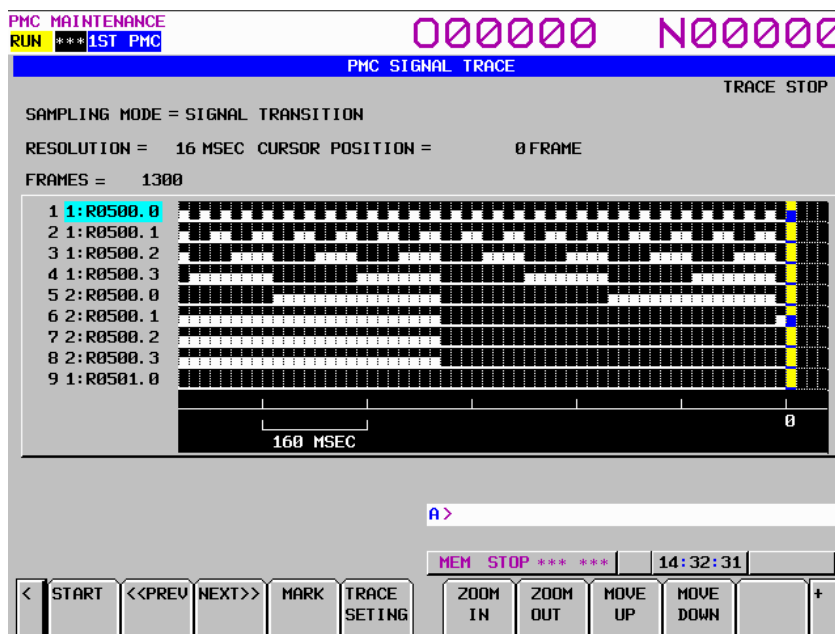 PMC MAINTENANCE O00000 N00000
RUN ***1ST PMC
PMC SIGNAL TRACE
TRACE STOP
SAMPLING MODE = SIGNAL TRANSITION
RESOLUTION = 16 MSEC CURSOR POSITION = 0 FRAME
FRAMES = 1300
1 1:R0500.0
2 1:R0500.1
3 1:R0500.2
4 1:R0500.3
5 2:R0500.0
6 2:R0500.1
7 2:R0500.2
8 2:R0500.3
9 1:R0501.0
0
160 MSEC
A>
MEM STOP *** *** 14:32:31
< START <<PREV NEXT>> MARK TRACE SETING ZOOM IN ZOOM OUT MOVE UP MOVE DOWN +